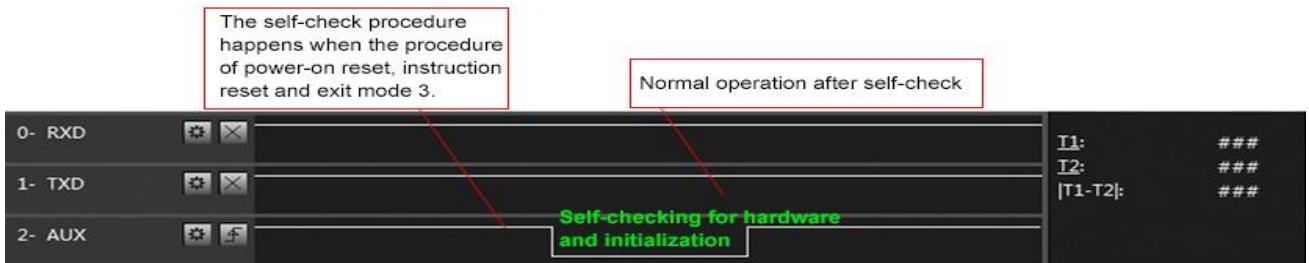 The self-check procedure
happens when the procedure
of power-on reset, instruction
reset and exit mode 3.
Normal operation after self-check
0- RXD
T1: ###
T2: ###
1- TXD
|T1-T2|: ###
Self-checking for hardware
and initialization
2- AUX